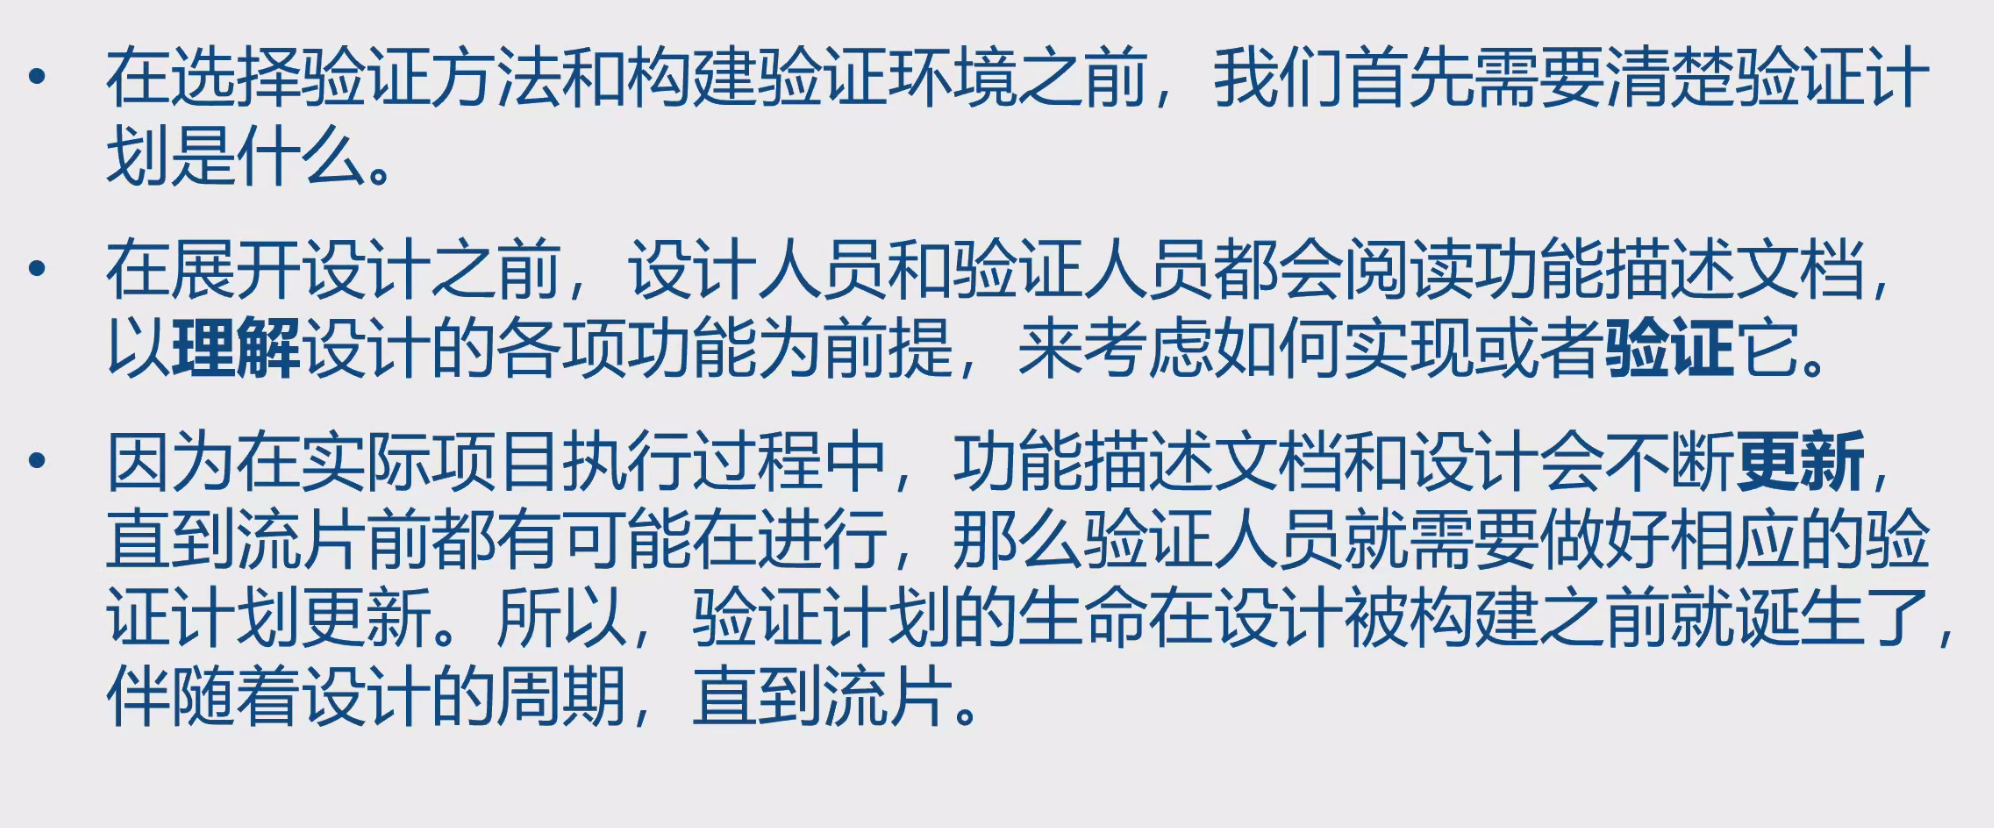 • 在选择验证方法和构建验证环境之前，我们首先需要清楚验证计
划是什么。
• 在展开设计之前，设计人员和验证人员都会阅读功能描述文档，
以理解设计的各项功能为前提，来考虑如何实现或者验证它。
• 因为在实际项目执行过程中，功能描述文档和设计会不断更新，
直到流片前都有可能在进行，那么验证人员就需要做好相应的验
证计划更新。所以，验证计划的生命在设计被构建之前就诞生了，
伴随着设计的周期，直到流片。